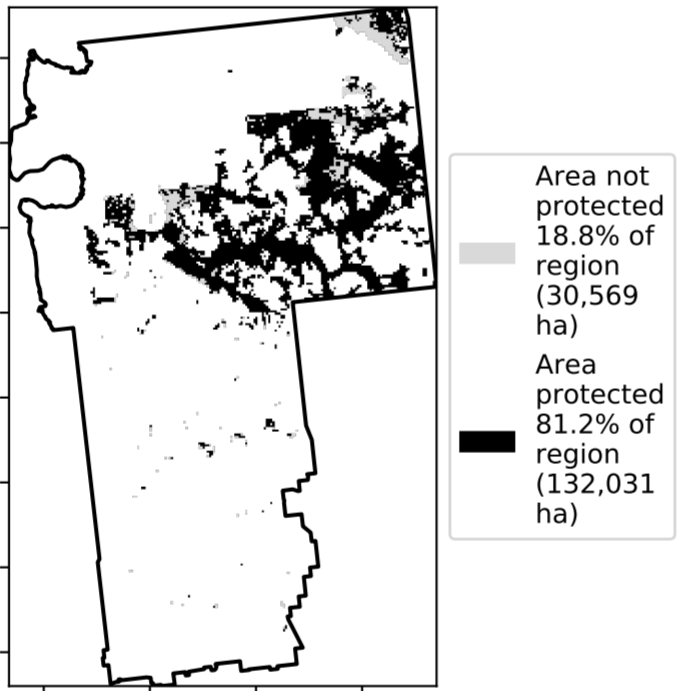 Area not
protected
18.8% of
region
(30,569
ha)
Area
protected
81.2% of
region
(132,031
ha)